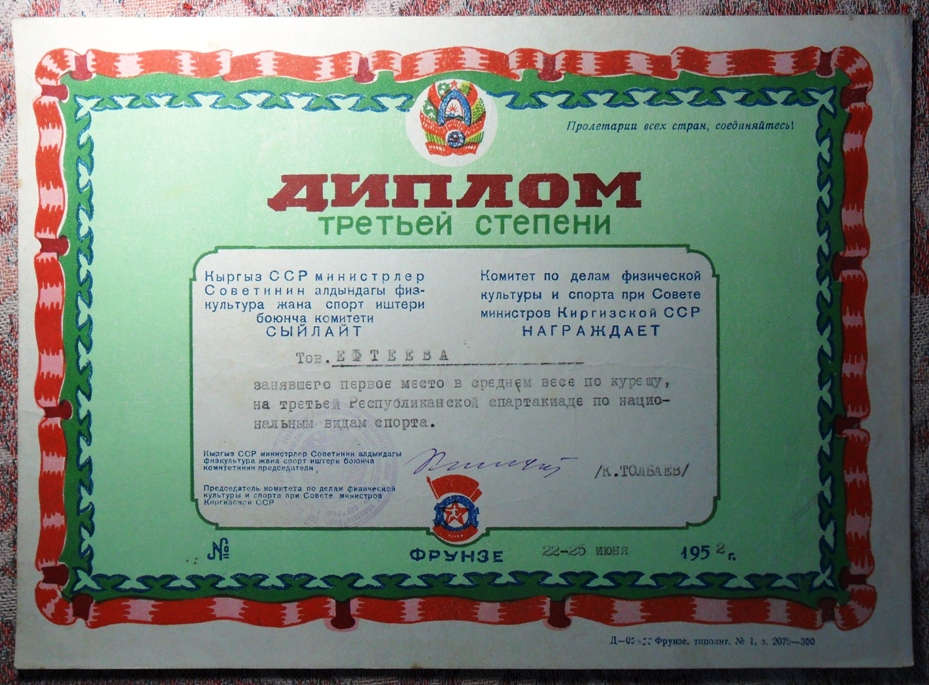 Пролетарии всех стран, соединяйтесь!
ДИПЛОМ
ТРЕТЬЕЙ СТЕПЕНИ
Кыргыз ССР министрлер
Советинин алдындагы физ-
культура жана спорт иштери
боюнча комитети
СЫЙЛАЙТ
Комитет по делам физической
культуры и спорта при Совете
министров Киргизской ССР
НАГРАЖДАЕТ
Тов. ЕФТЕЕВА
занявшего первое место в среднем весе по курешу,
на третьей Республиканской спартакиаде по нацио-
нальным видам спорта.
Кыргыз ССР министрлер Советинин алдындагы
физкультура жана спорт иштери боюнча
комитетинин председатели
/К.ТОЛБАЕВ/
Председатель комитета по делам физической
культуры и спорта при Совете министров
Киргизской ССР
№
ФРУНЗЕ
22-25 июня
1952 г.
Фрунзе, типолит. № 1, з. 2075—300